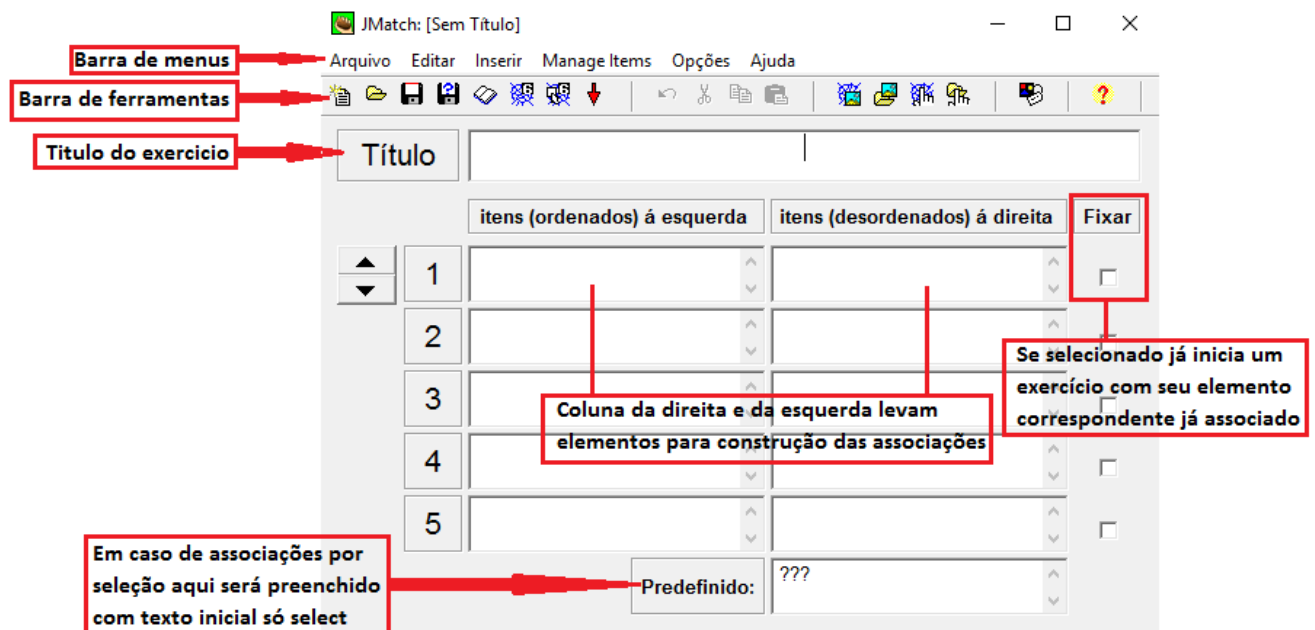 JMatch: [Sem Título]
Barra de menus
Arquivo Editar Inserir Manage Items Opções Ajuda
Barra de ferramentas
Titulo do exercicio
Título
itens (ordenados) á esquerda
itens (desordenados) á direita
Fixar
1
2
3
4
5
Se selecionado já inicia um
exercício com seu elemento
correspondente já associado
Coluna da direita e da esquerda levam
elementos para construção das associações
Em caso de associações por
seleção aqui será preenchido
com texto inicial só select
Predefinido:
???